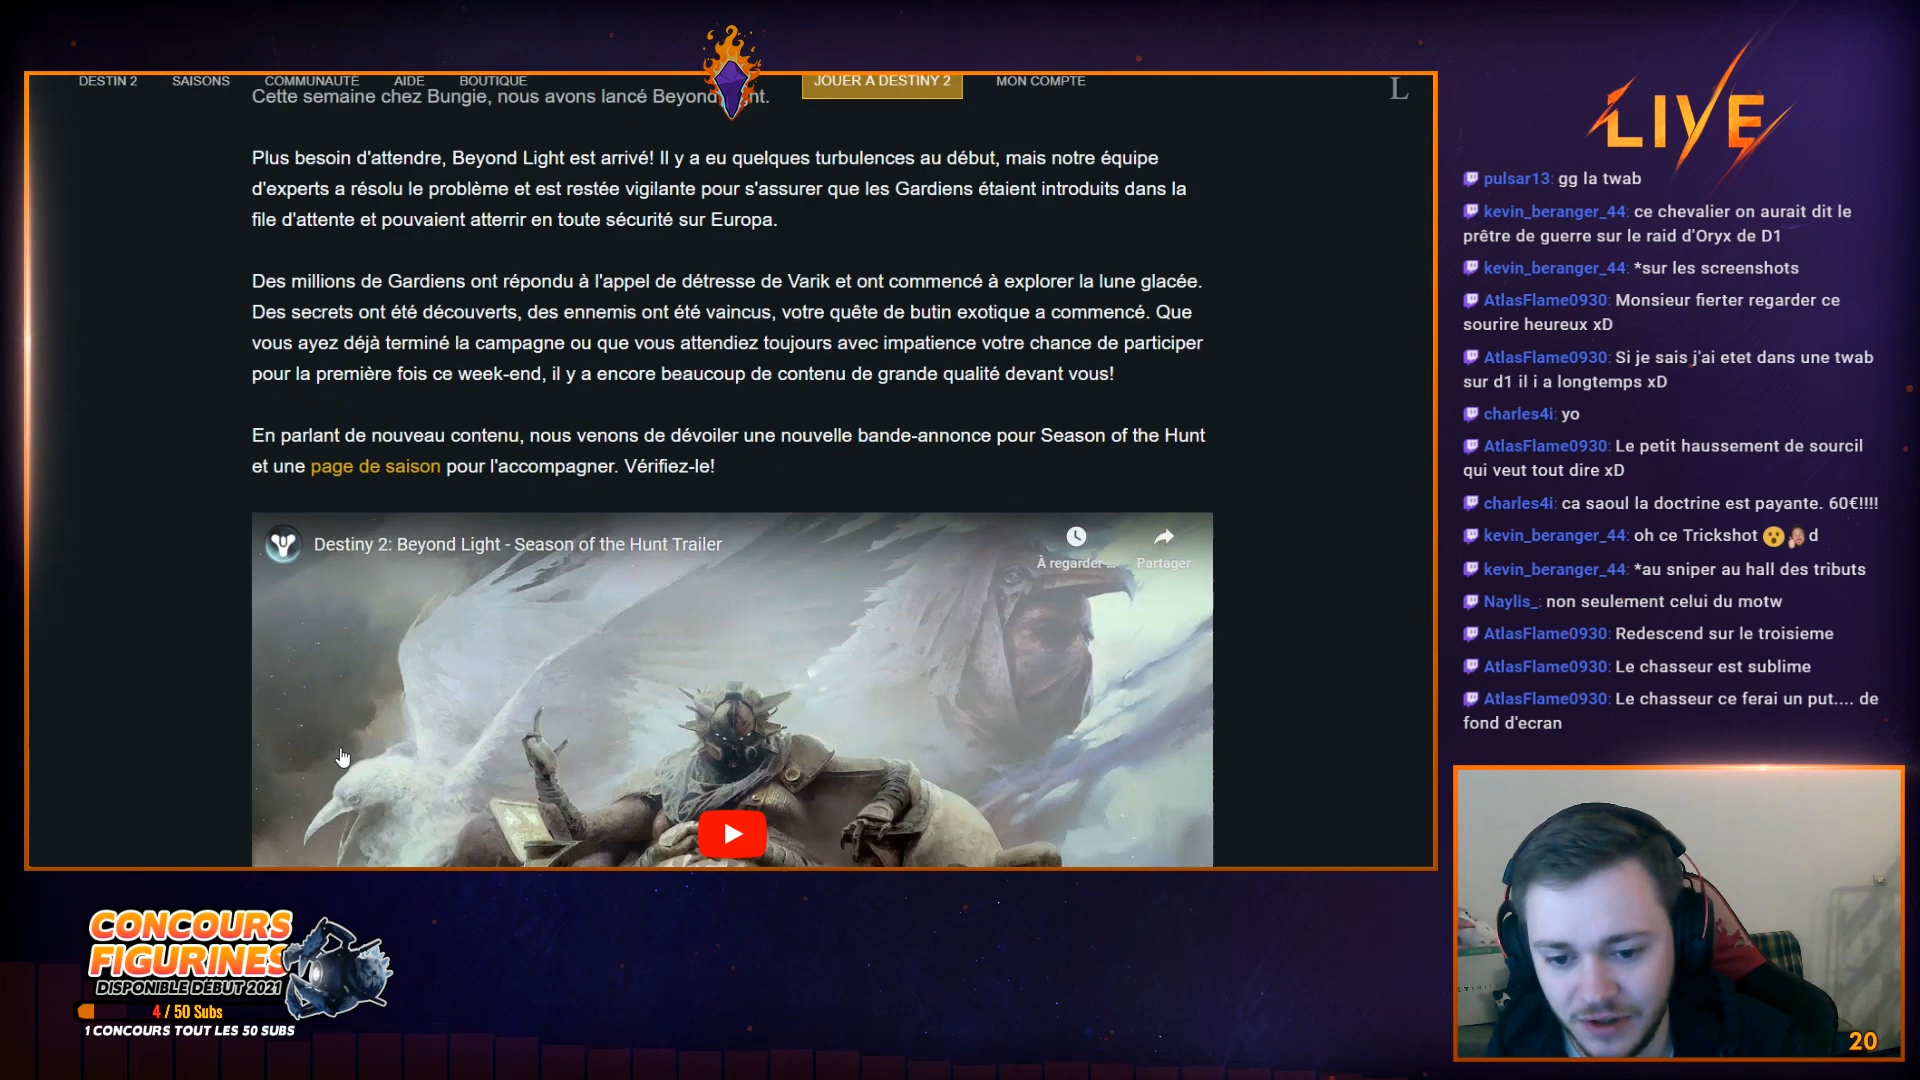 DESTIN 2 SAISONS COMMUNAUTÉ AIDE BOUTIQUE JOUER A DESTINY 2 MON COMPTE L
Cette semaine chez Bungie, nous avons lancé Beyond nt.
Plus besoin d'attendre, Beyond Light est arrivé! Il y a eu quelques turbulences au début, mais notre équipe
d'experts a résolu le problème et est restée vigilante pour s'assurer que les Gardiens étaient introduits dans la
file d'attente et pouvaient atterrir en toute sécurité sur Europa.
Des millions de Gardiens ont répondu à l'appel de détresse de Varik et ont commencé à explorer la lune glacée.
Des secrets ont été découverts, des ennemis ont été vaincus, votre quête de butin exotique a commencé. Que
vous ayez déjà terminé la campagne ou que vous attendiez toujours avec impatience votre chance de participer
pour la première fois ce week-end, il y a encore beaucoup de contenu de grande qualité devant vous!
En parlant de nouveau contenu, nous venons de dévoiler une nouvelle bande-annonce pour Season of the Hunt
et une page de saison pour l'accompagner. Vérifiez-le!
Destiny 2: Beyond Light - Season of the Hunt Trailer
À regarder ... Partager
LIVE
pulsar13: gg la twab
kevin_beranger_44: ce chevalier on aurait dit le
prêtre de guerre sur le raid d'Oryx de D1
kevin_beranger_44: *sur les screenshots
AtlasFlame0930: Monsieur fierter regarder ce
sourire heureux xD
AtlasFlame0930: Si je sais j'ai etet dans une twab
sur d1 il i a longtemps xD
charles4i: yo
AtlasFlame0930: Le petit haussement de sourcil
qui veut tout dire xD
charles4i: ca saoul la doctrine est payante. 60€!!!!
kevin_beranger_44: oh ce Trickshot 😮 d
kevin_beranger_44: *au sniper au hall des tributs
Naylis_: non seulement celui du motw
AtlasFlame0930: Redescend sur le troisieme
AtlasFlame0930: Le chasseur est sublime
AtlasFlame0930: Le chasseur ce ferai un put.... de
fond d'ecran
CONCOURS
FIGURINES
DISPONIBLE DÉBUT 2021
4 / 50 Subs
1 CONCOURS TOUT LES 50 SUBS
20